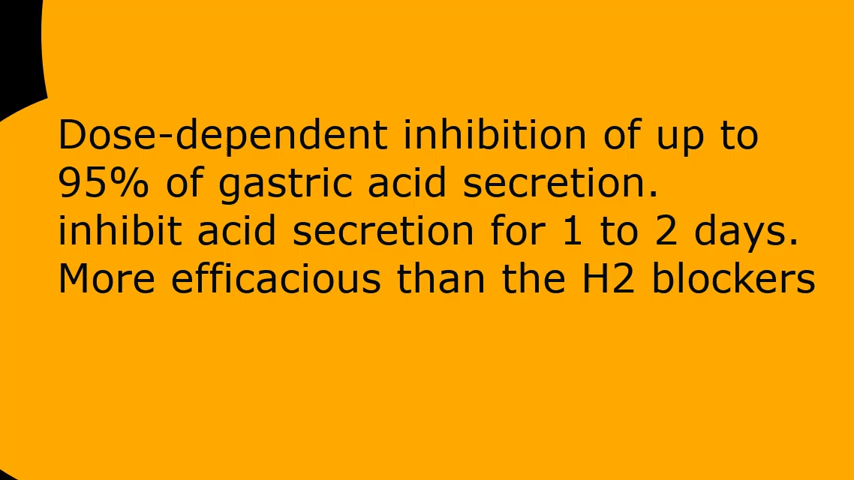 Dose-dependent inhibition of up to
95% of gastric acid secretion.
inhibit acid secretion for 1 to 2 days.
More efficacious than the H2 blockers